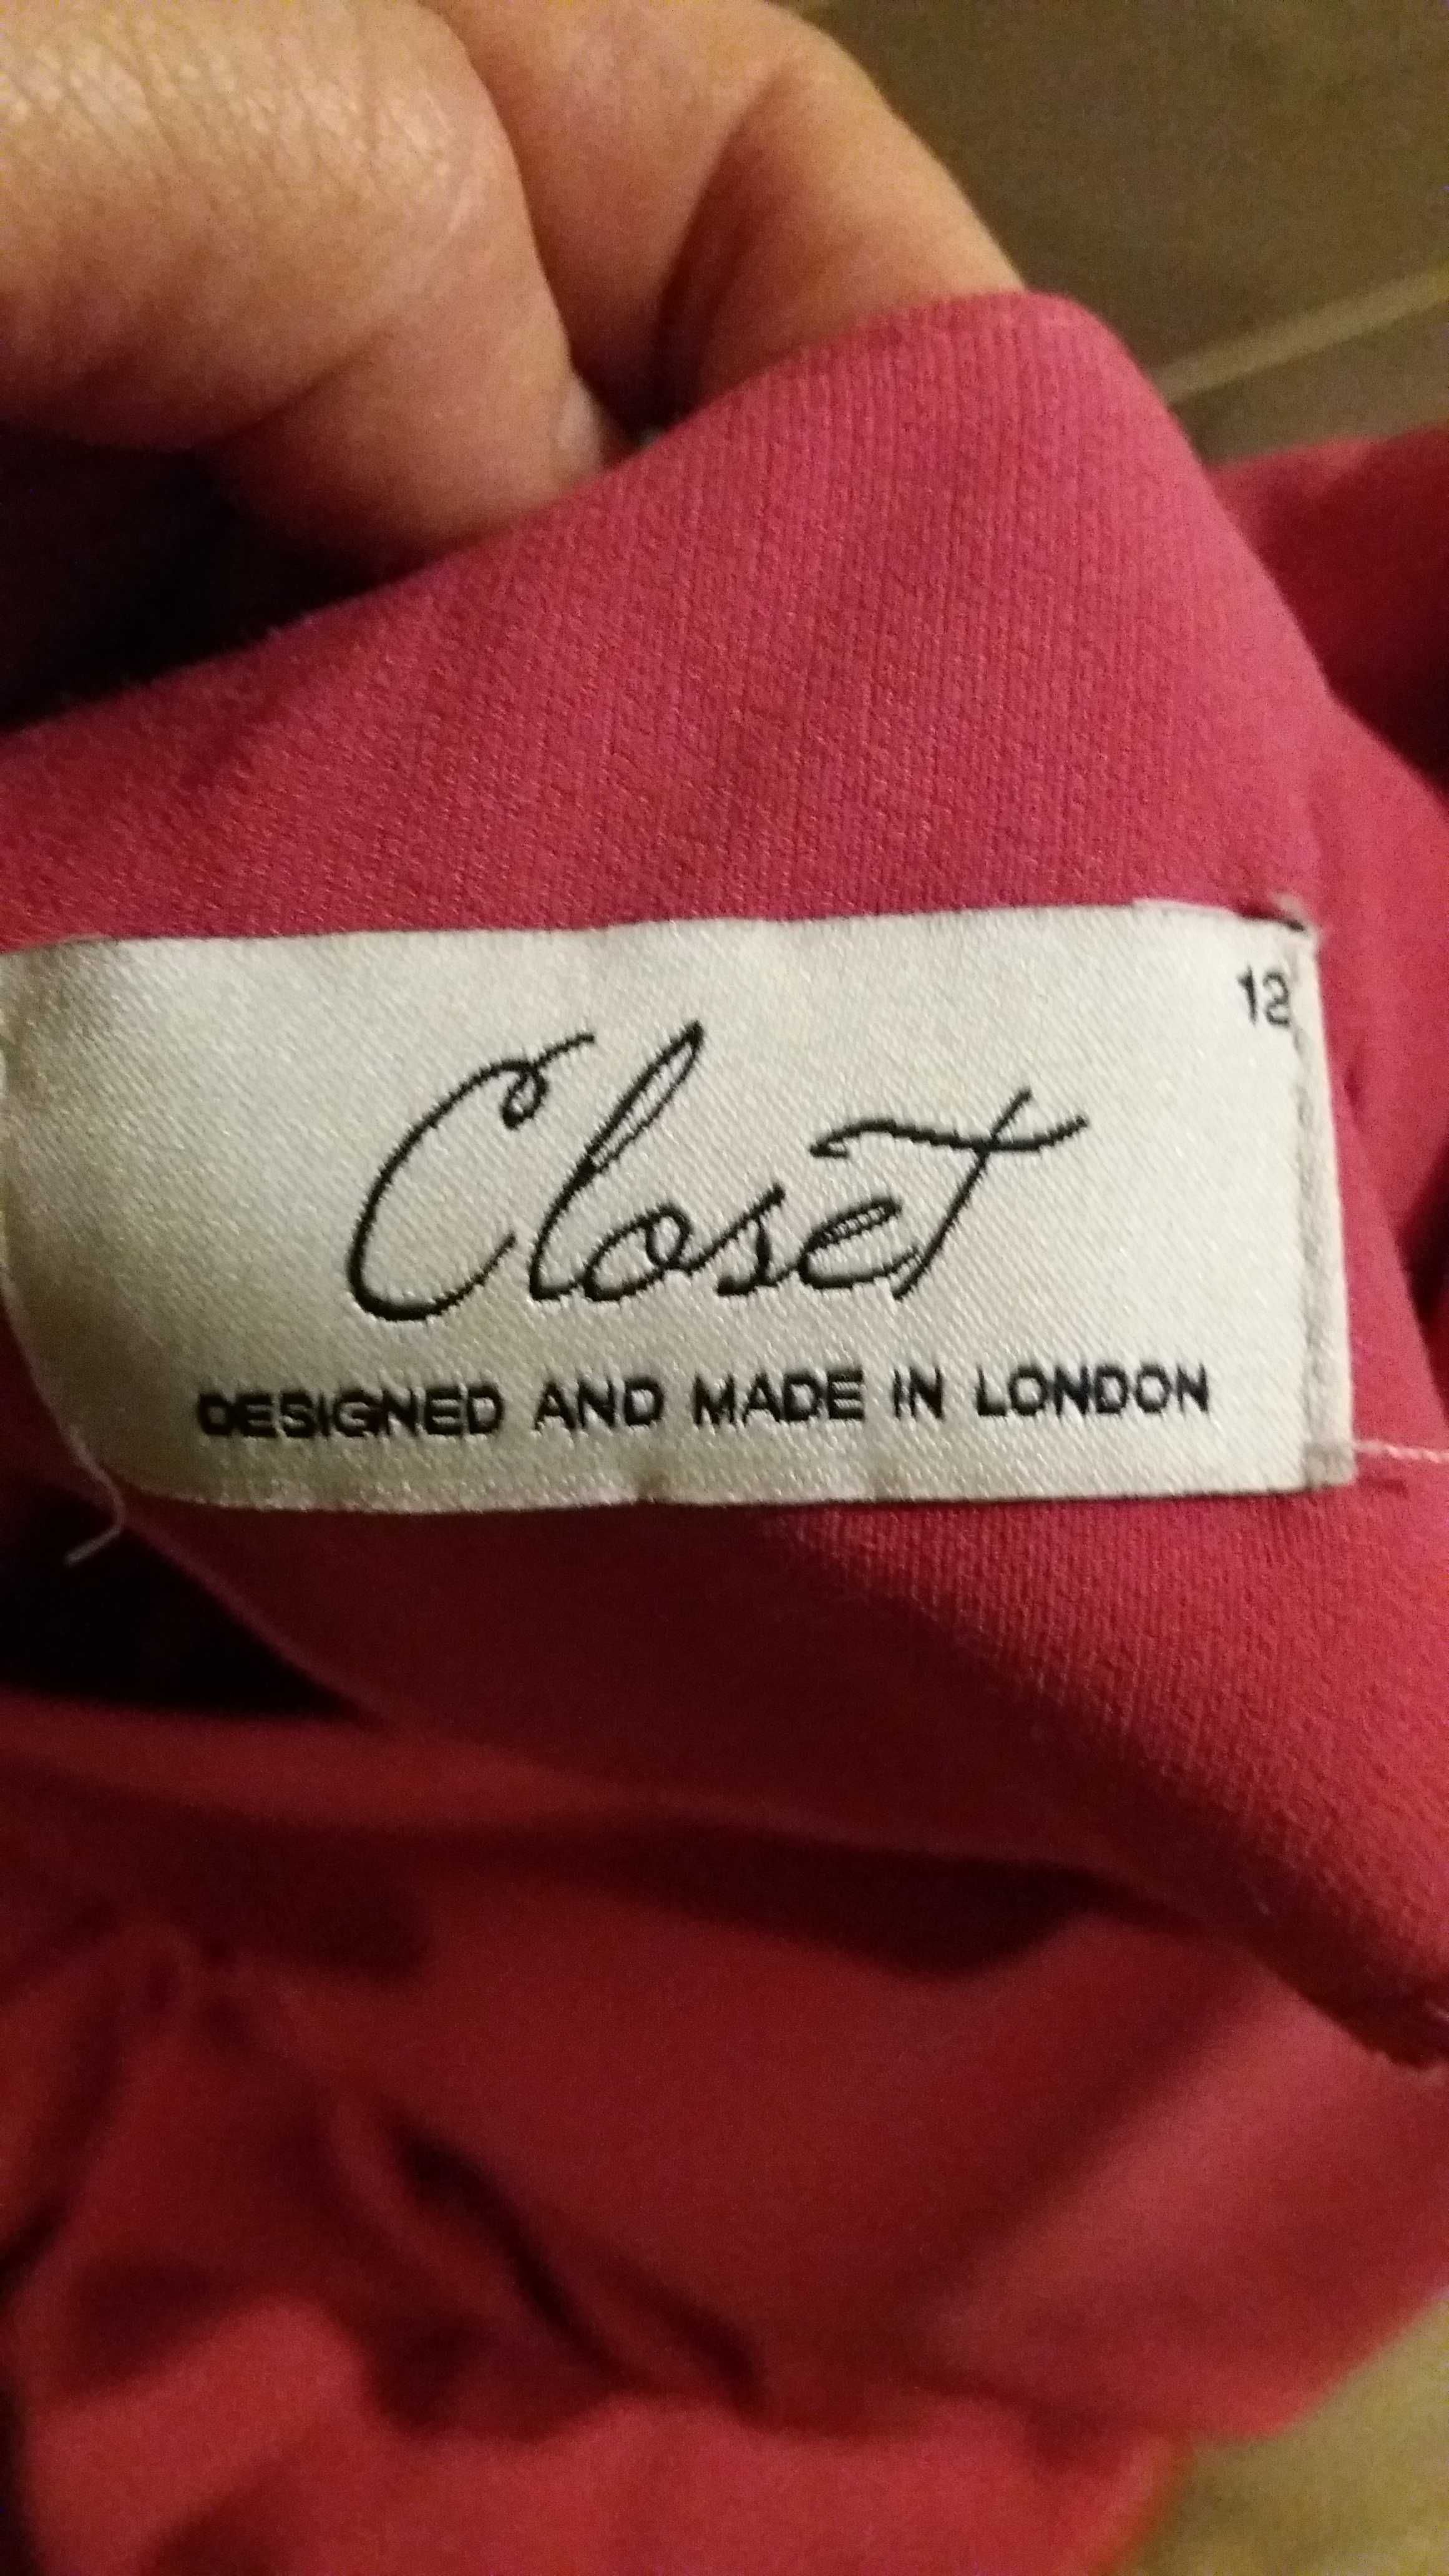 12
Closet
DESIGNED AND MADE IN LONDON